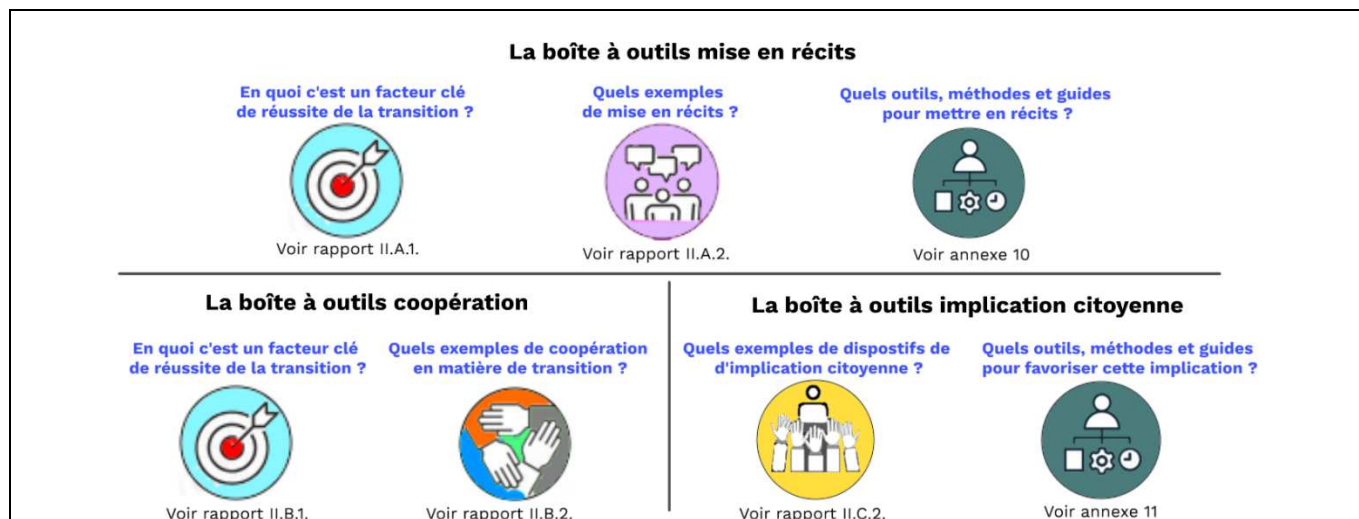 La boîte à outils mise en récits
En quoi c'est un facteur clé
de réussite de la transition ?
Quels exemples
de mise en récits ?
Quels outils, méthodes et guides
pour mettre en récits ?
Voir rapport II.A.1.
Voir rapport II.A.2.
Voir annexe 10
La boîte à outils coopération
En quoi c'est un facteur clé
de réussite de la transition ?
Quels exemples de coopération
en matière de transition ?
Voir rapport II.B.1.
Voir rapport II.B.2.
La boîte à outils implication citoyenne
Quels exemples de dispostifs de
d'implication citoyenne ?
Quels outils, méthodes et guides
pour favoriser cette implication ?
Voir rapport II.C.2.
Voir annexe 11